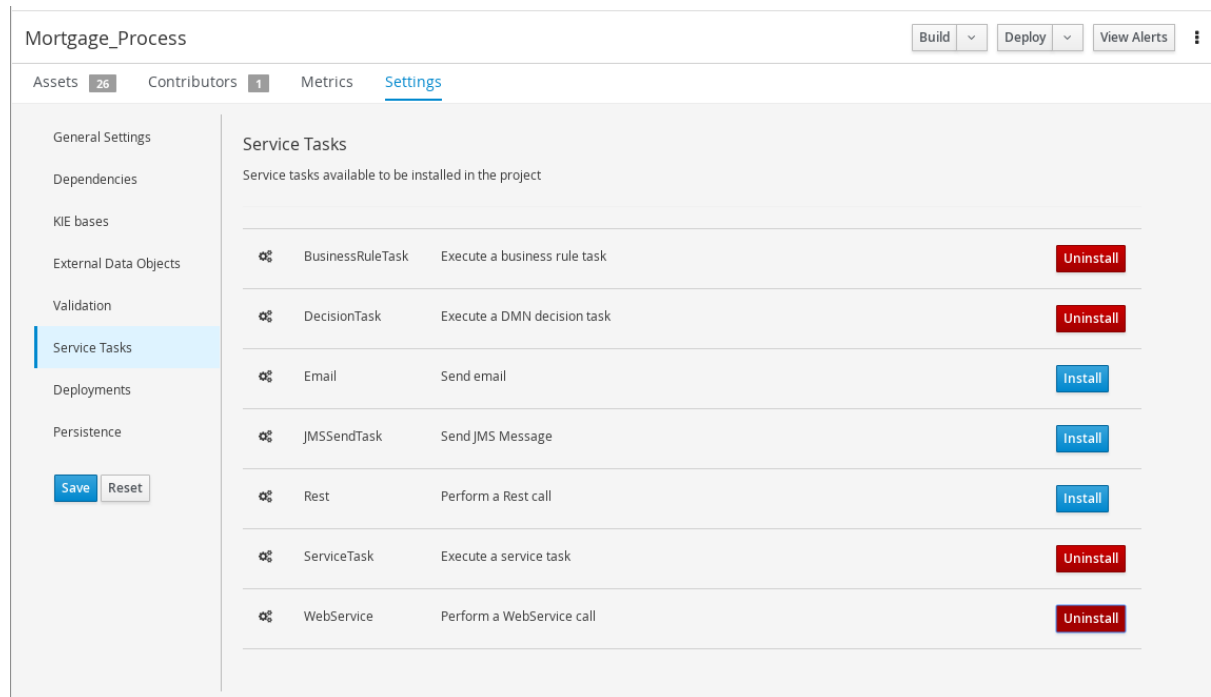 Mortgage_Process
Build
Deploy
View Alerts
Assets 26 Contributors 1 Metrics Settings
General Settings
Dependencies
KIE bases
External Data Objects
Validation
Service Tasks
Deployments
Persistence
Save Reset
Service Tasks
Service tasks available to be installed in the project
BusinessRuleTask Execute a business rule task Uninstall
DecisionTask Execute a DMN decision task Uninstall
Email Send email Install
JMSSendTask Send JMS Message Install
Rest Perform a Rest call Install
ServiceTask Execute a service task Uninstall
WebService Perform a WebService call Uninstall